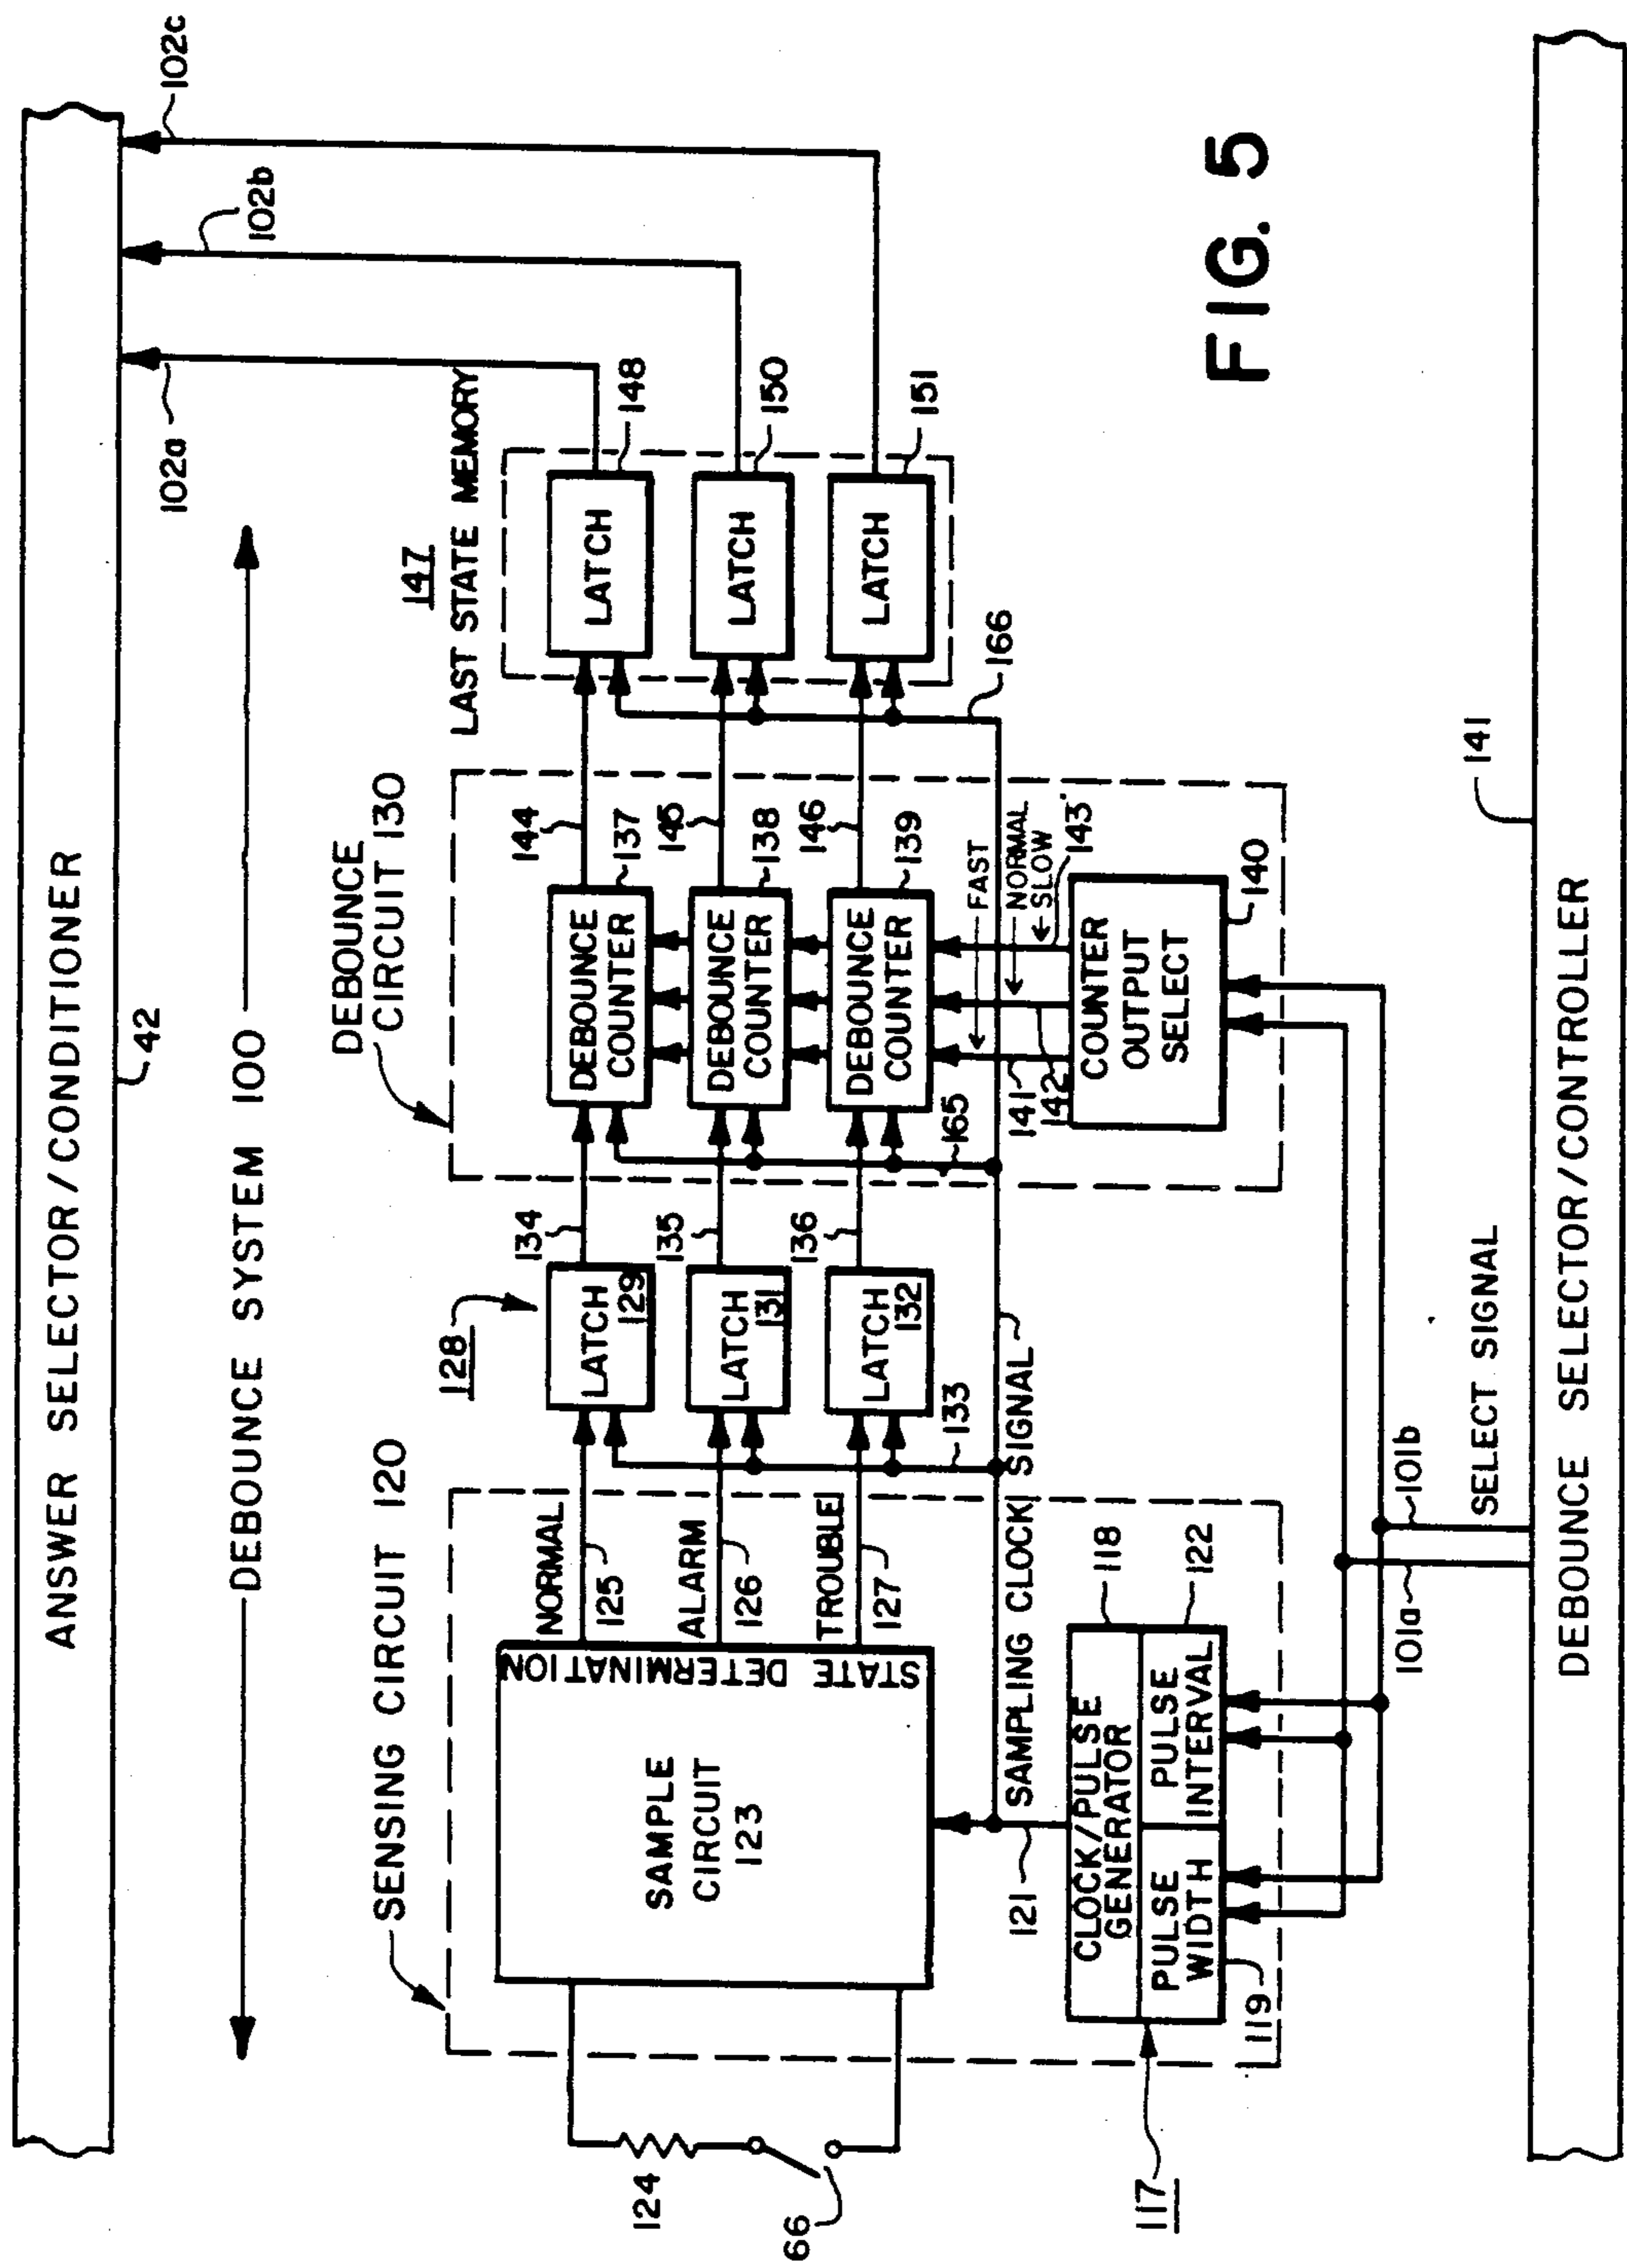 ANSWER SELECTOR/CONDITIONER
42
DEBOUNCE SYSTEM 100
102a
102b
102c
SENSING CIRCUIT 120
128
DEBOUNCE
CIRCUIT 130
147
LAST STATE MEMORY
NORMAL
125
LATCH
129
134
DEBOUNCE
COUNTER
144
137
LATCH
148
STATE DETERMINATION
SAMPLE
CIRCUIT
123
ALARM
126
LATCH
131
135
DEBOUNCE
COUNTER
145
138
LATCH
150
124
66
TROUBLE
127
LATCH
132
136
DEBOUNCE
COUNTER
146
139
LATCH
151
133
165
166
SAMPLING CLOCK SIGNAL
121
FAST
NORMAL
SLOW
141
142
143
117
CLOCK/PULSE
GENERATOR
118
PULSE
WIDTH
119
PULSE
INTERVAL
122
COUNTER
OUTPUT
SELECT
140
101a
101b
SELECT SIGNAL
141
DEBOUNCE SELECTOR/CONTROLLER
FIG. 5